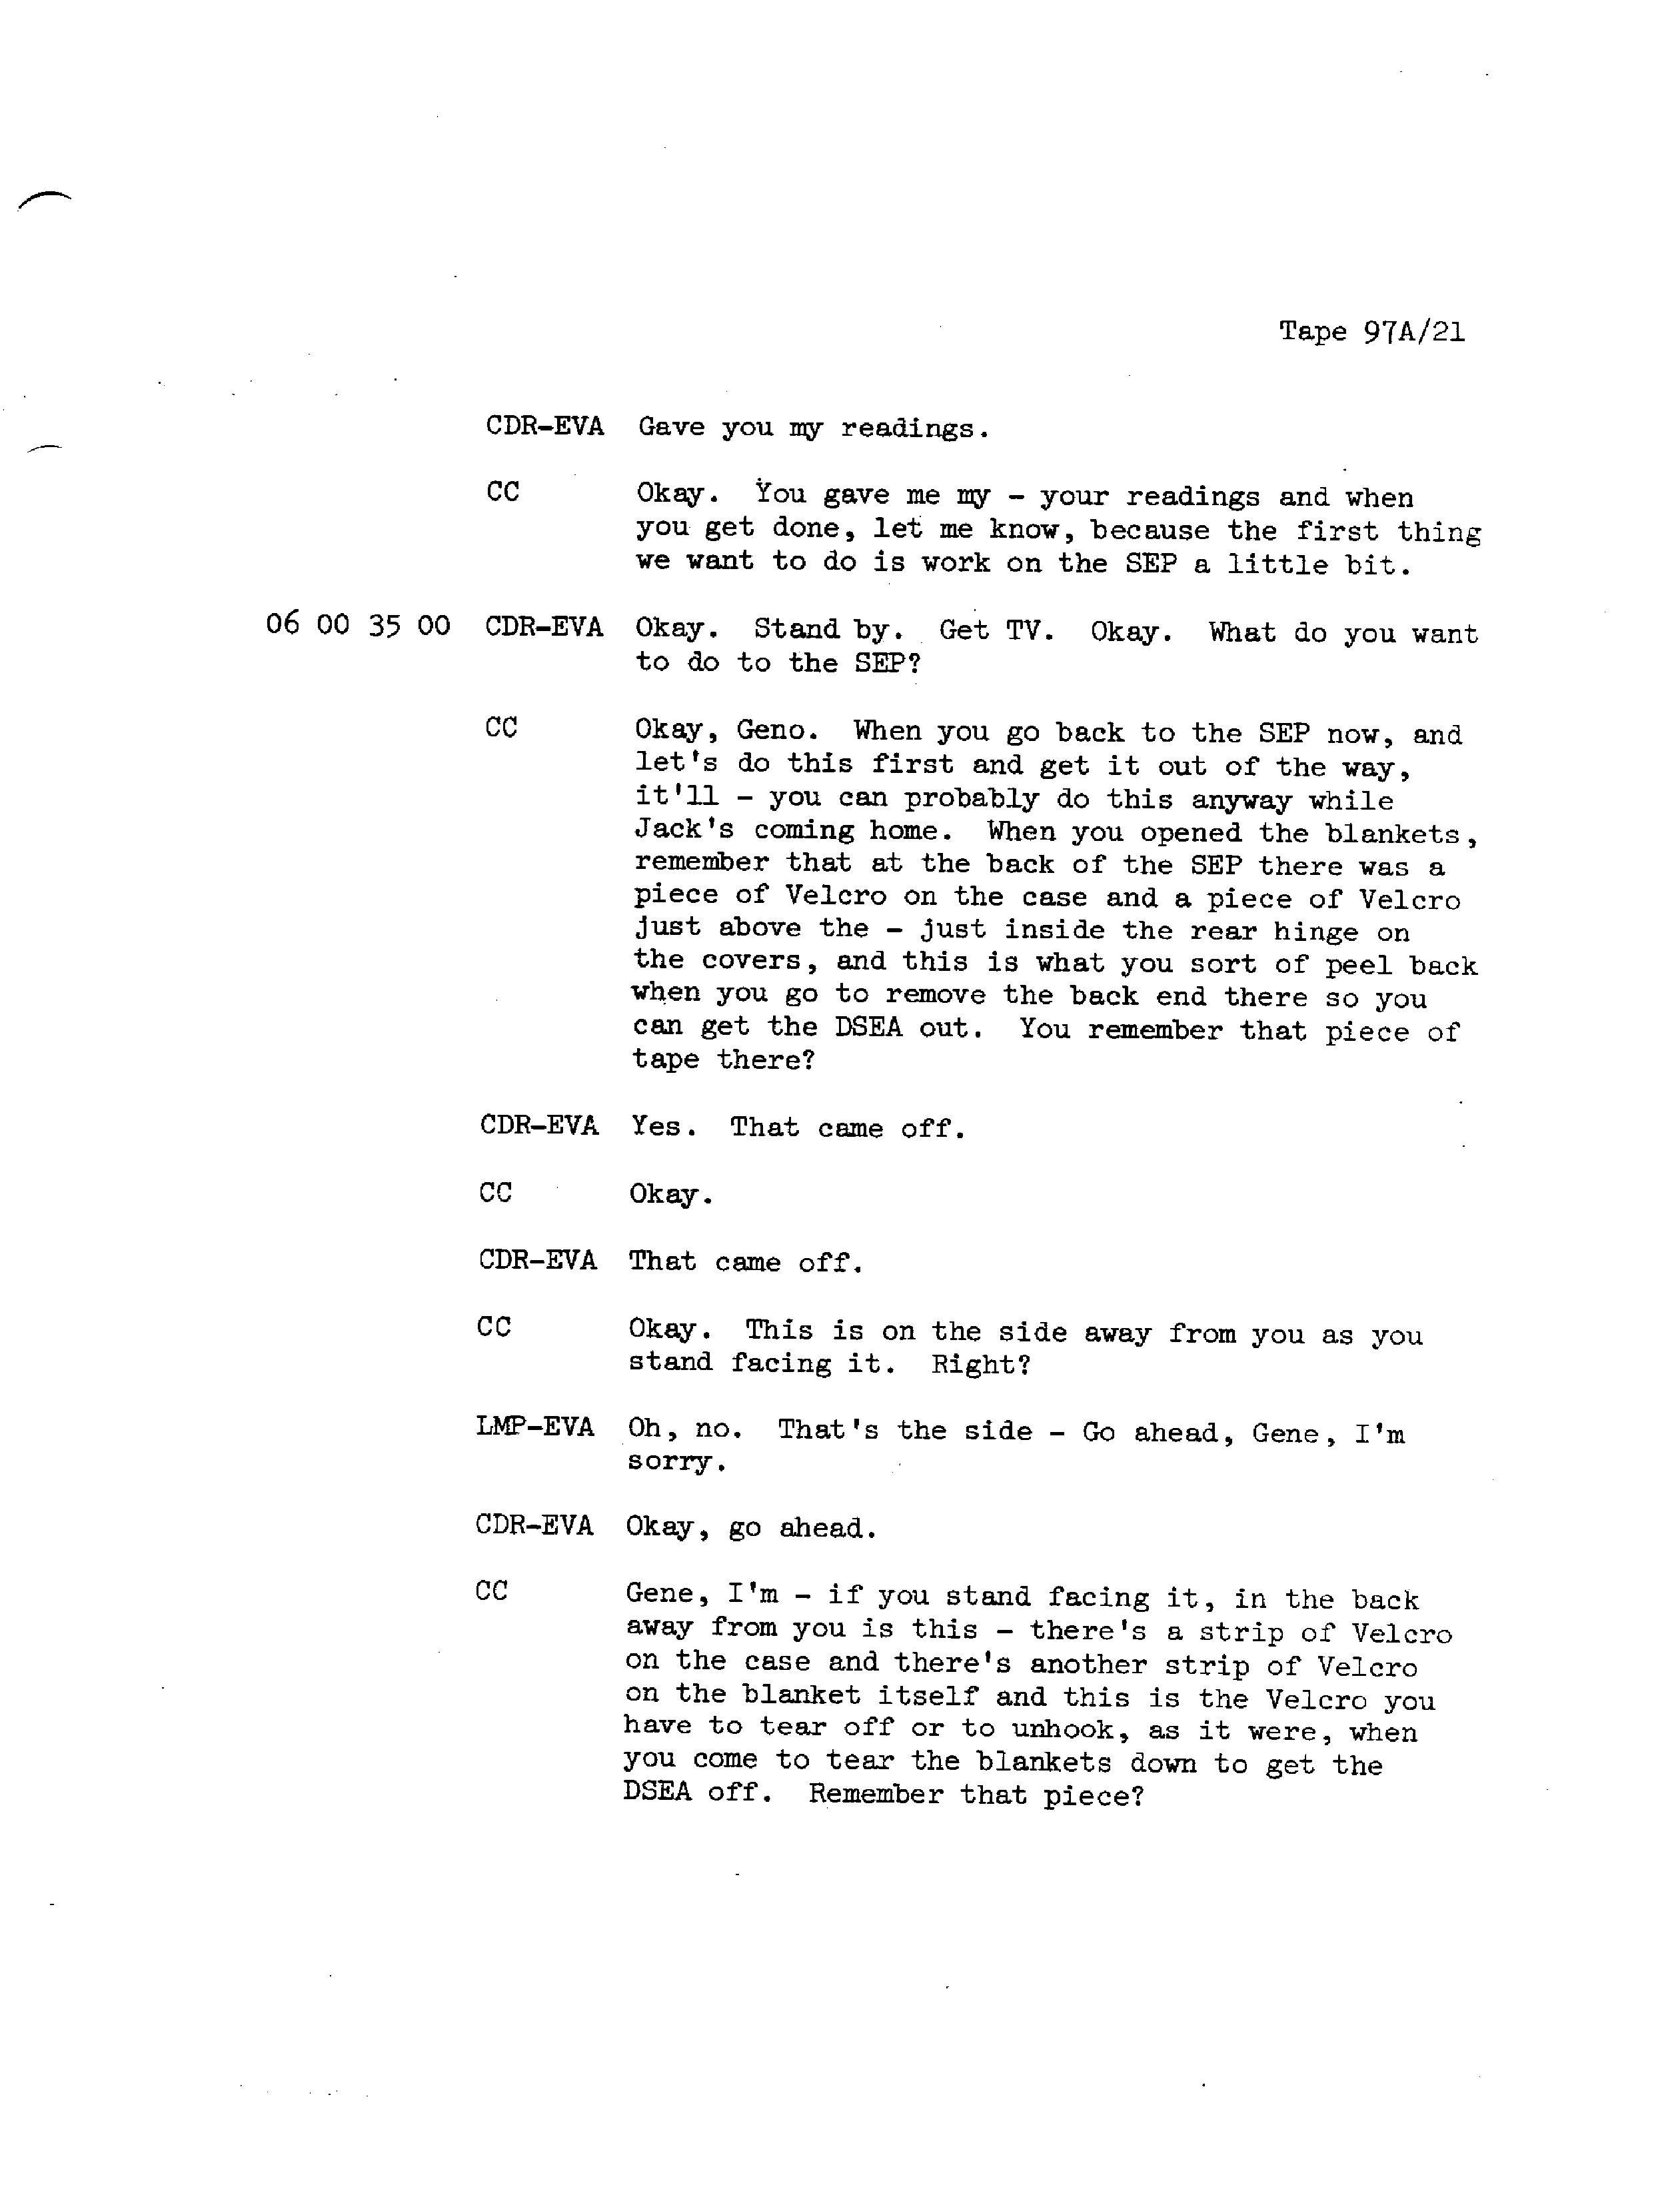 Tape 97A/21
CDR-EVA Gave you my readings.
CC Okay. You gave me my - your readings and when
you get done, let me know, because the first thing
we want to do is work on the SEP a little bit.
06 00 35 00 CDR-EVA Okay. Stand by. Get TV. Okay. What do you want
to do to the SEP?
CC Okay, Geno. When you go back to the SEP now, and
let's do this first and get it out of the way,
it'll - you can probably do this anyway while
Jack's coming home. When you opened the blankets,
remember that at the back of the SEP there was a
piece of Velcro on the case and a piece of Velcro
just above the - just inside the rear hinge on
the covers, and this is what you sort of peel back
when you go to remove the back end there so you
can get the DSEA out. You remember that piece of
tape there?
CDR-EVA Yes. That came off.
CC Okay.
CDR-EVA That came off.
CC Okay. This is on the side away from you as you
stand facing it. Right?
LMP-EVA Oh, no. That's the side - Go ahead, Gene, I'm
sorry.
CDR-EVA Okay, go ahead.
CC Gene, I'm - if you stand facing it, in the back
away from you is this - there's a strip of Velcro
on the case and there's another strip of Velcro
on the blanket itself and this is the Velcro you
have to tear off or to unhook, as it were, when
you come to tear the blankets down to get the
DSEA off. Remember that piece?